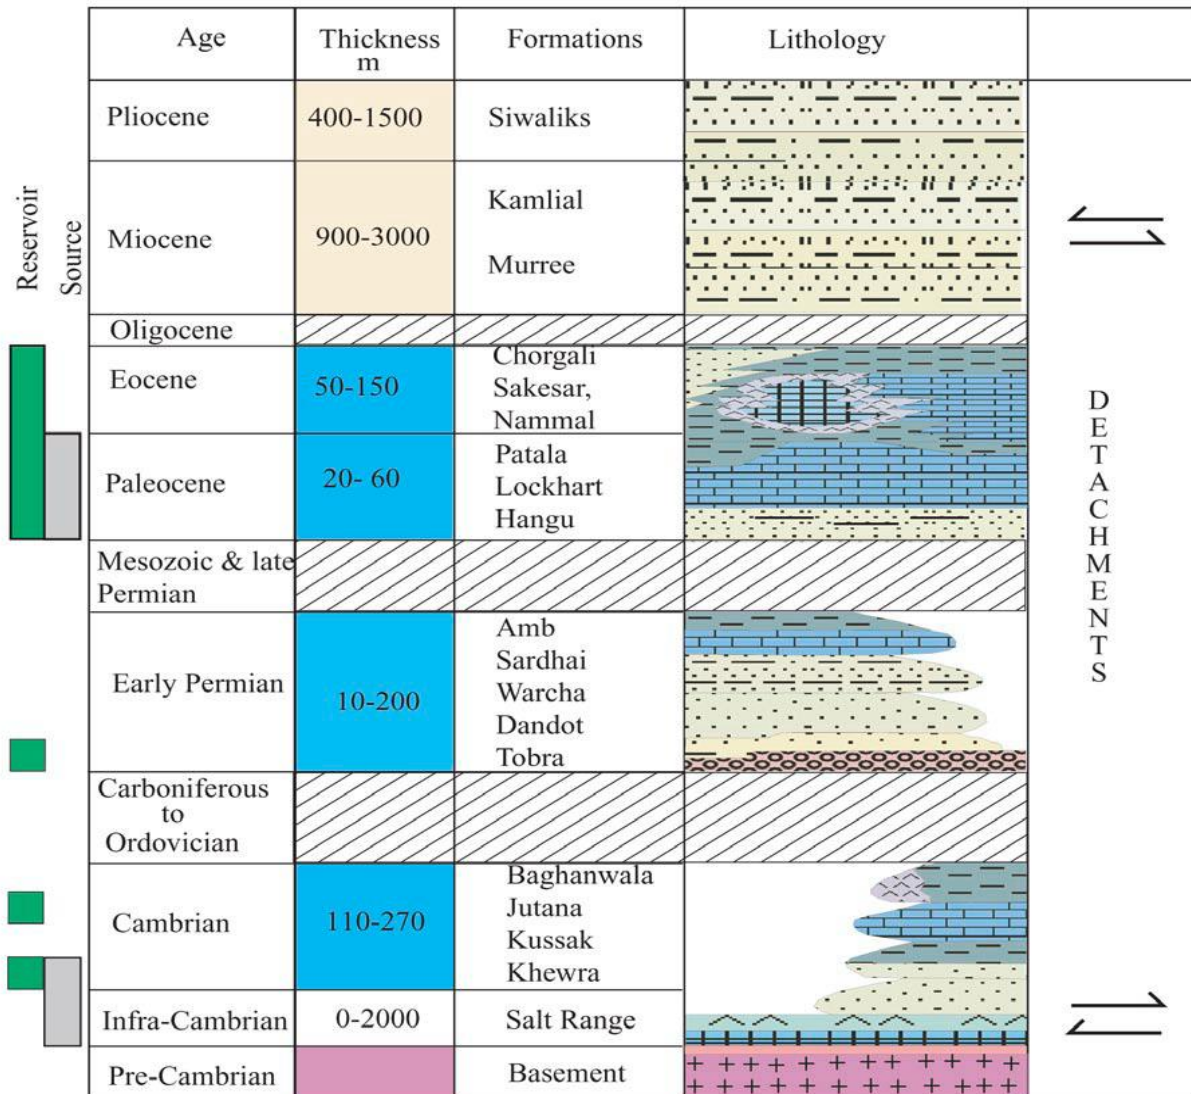 Age
Thickness
m
Formations
Lithology
Reservoir
Source
Pliocene
400-1500
Siwaliks
Miocene
900-3000
Kamlial
Murree
Oligocene
Eocene
50-150
Chorgali
Sakesar,
Nammal
Paleocene
20- 60
Patala
Lockhart
Hangu
Mesozoic & late
Permian
Early Permian
10-200
Amb
Sardhai
Warcha
Dandot
Tobra
Carboniferous
to
Ordovician
Cambrian
110-270
Baghanwala
Jutana
Kussak
Khewra
Infra-Cambrian
0-2000
Salt Range
Pre-Cambrian
Basement
DETACHMENTS